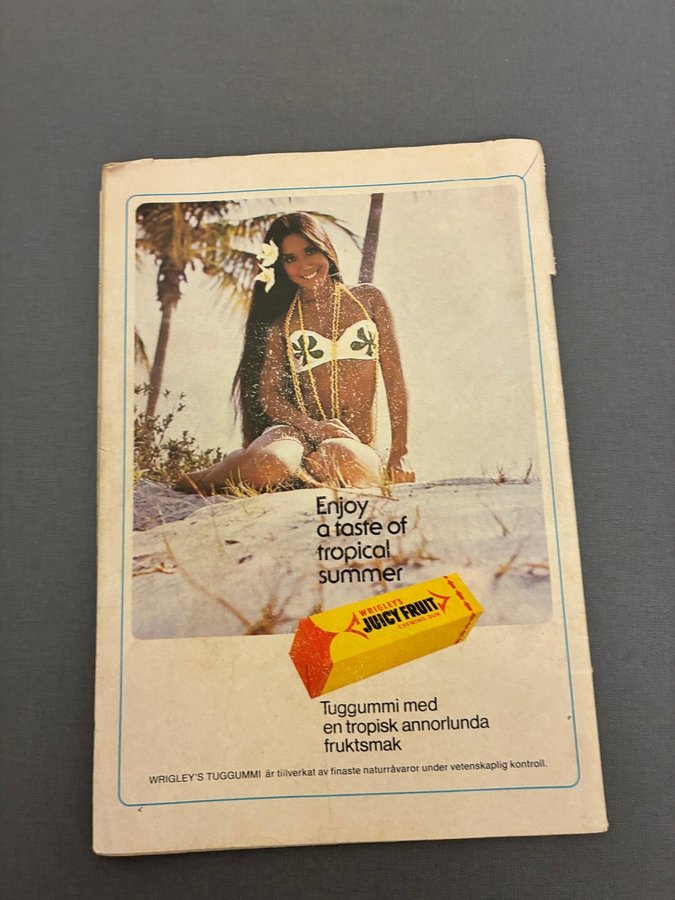 Enjoy
a taste of
tropical
summer
WRIGLEY'S
JUICY FRUIT
CHEWING GUM
Tuggummi med
en tropisk annorlunda
fruktsmak
WRIGLEY'S TUGGUMMI är tillverkat av finaste naturråvaror under vetenskaplig kontroll.